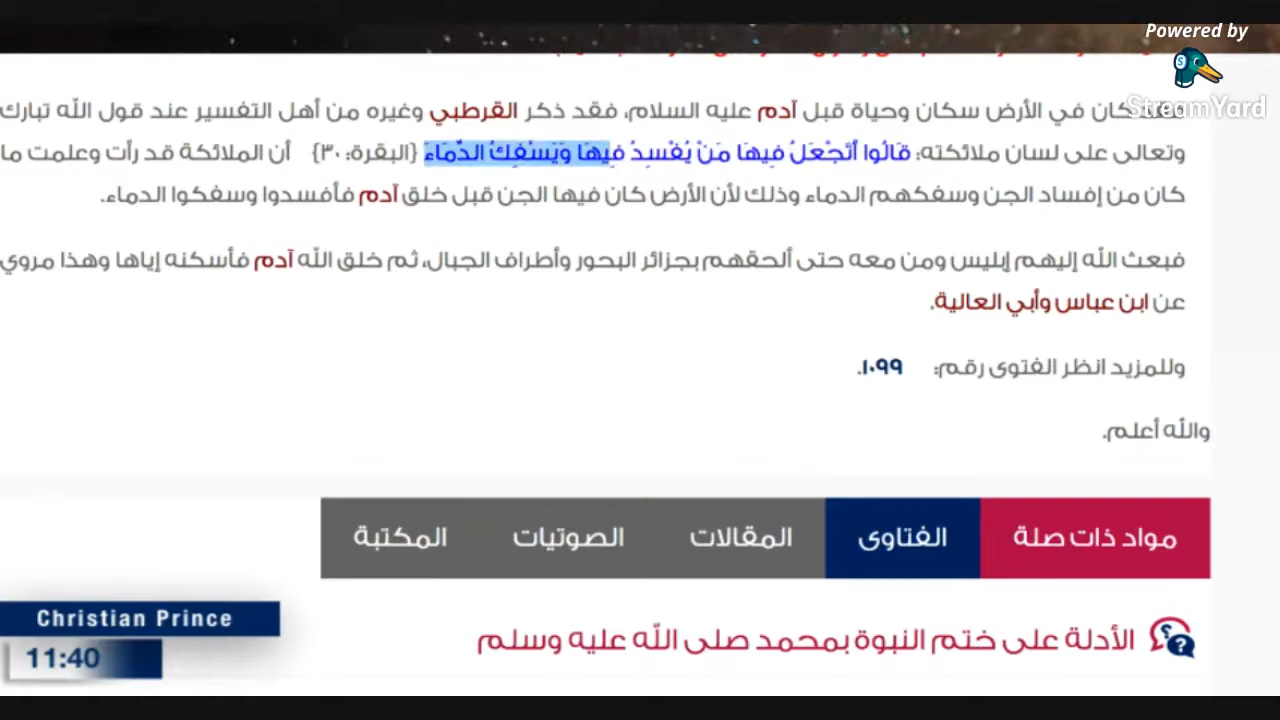 Powered by
StreamYard
كان في الأرض سكان وحياة قبل آدم عليه السلام، فقد ذكر القرطبي وغيره من أهل التفسير عند قول الله تبارك
وتعالى على لسان ملائكته: قَالُوا أَتَجْعَلُ فِيهَا مَنْ يُفْسِدُ فِيهَا وَيَسْفِكُ الدِّمَاءَ {البقرة: ٣٠} أن الملائكة قد رأت وعلمت ما
كان من إفساد الجن وسفكهم الدماء وذلك لأن الأرض كان فيها الجن قبل خلق آدم فأفسدوا وسفكوا الدماء.
فبعث الله إليهم إبليس ومن معه حتى ألحقهم بجزائر البحور وأطراف الجبال، ثم خلق الله آدم فأسكنه إياها وهذا مروي
عن ابن عباس وأبي العالية.
وللمزيد انظر الفتوى رقم: ١٠٩٩.
والله أعلم.
مواد ذات صلة الفتاوى المقالات الصوتيات المكتبة
الأدلة على ختم النبوة بمحمد صلى الله عليه وسلم
Christian Prince
11:40